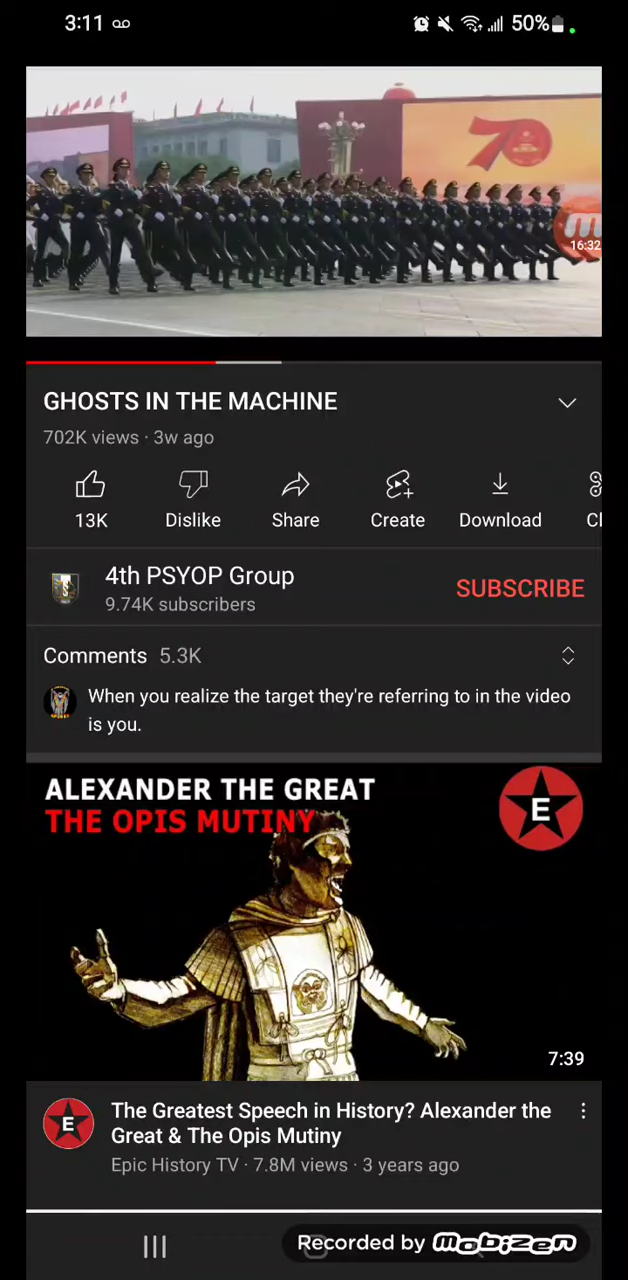 3:11
50%
70
16:32
GHOSTS IN THE MACHINE
702K views · 3w ago
13K
Dislike
Share
Create
Download
Cl
4th PSYOP Group
9.74K subscribers
SUBSCRIBE
Comments 5.3K
When you realize the target they're referring to in the video
is you.
ALEXANDER THE GREAT
THE OPIS MUTINY
E
7:39
E
The Greatest Speech in History? Alexander the
Great & The Opis Mutiny
Epic History TV · 7.8M views · 3 years ago
Recorded by mobizen